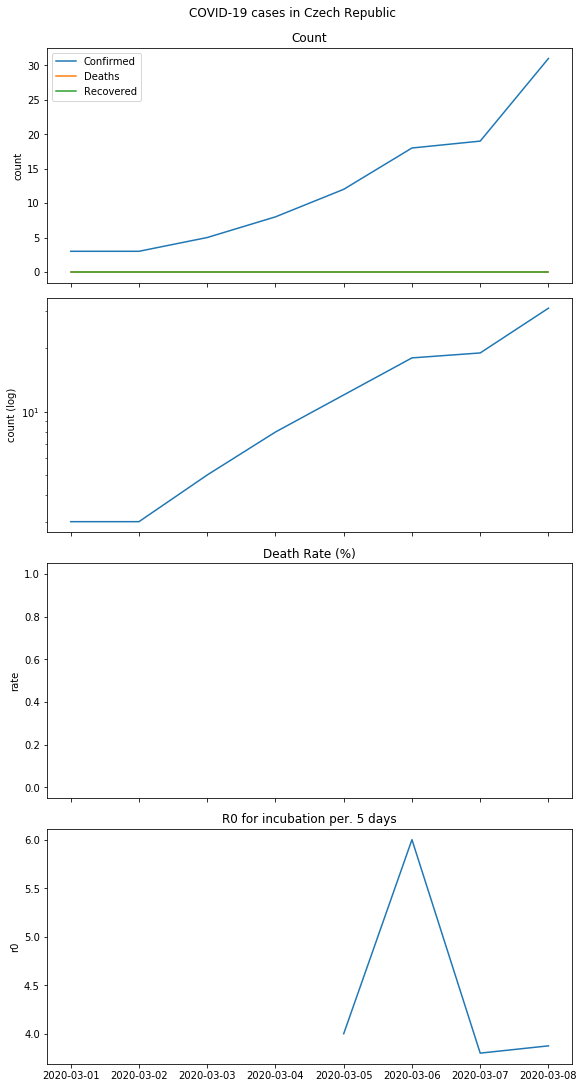 COVID-19 cases in Czech Republic
Count
Confirmed
Deaths
Recovered
30
25
20
15
10
5
0
count
10^1
count (log)
Death Rate (%)
1.0
0.8
0.6
0.4
0.2
0.0
rate
R0 for incubation per. 5 days
6.0
5.5
5.0
4.5
4.0
r0
2020-03-01 2020-03-02 2020-03-03 2020-03-04 2020-03-05 2020-03-06 2020-03-07 2020-03-08